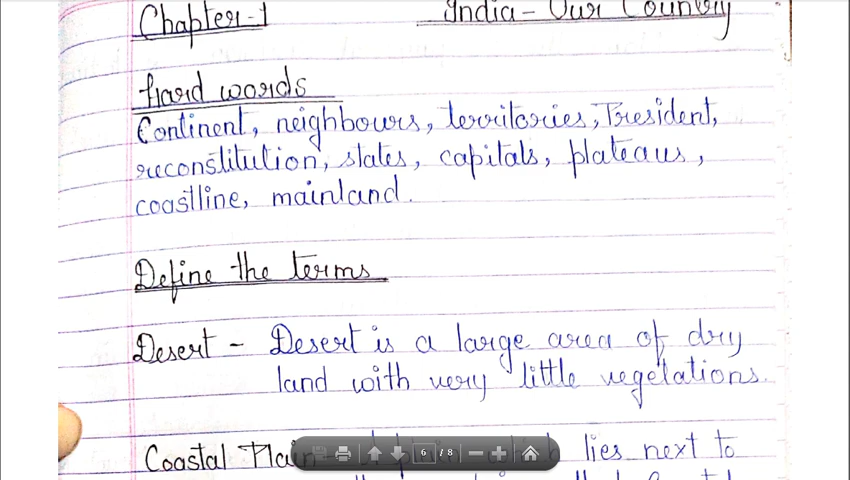 Chapter-1 India - Our Country
Hard words
Continent, neighbours, territories, President,
reconstitution, states, capitals, plateaus,
coastline, mainland.
Define the terms
Desert - Desert is a large area of dry
land with very little vegetations.
6 / 8
Coastal Plain - lies next to